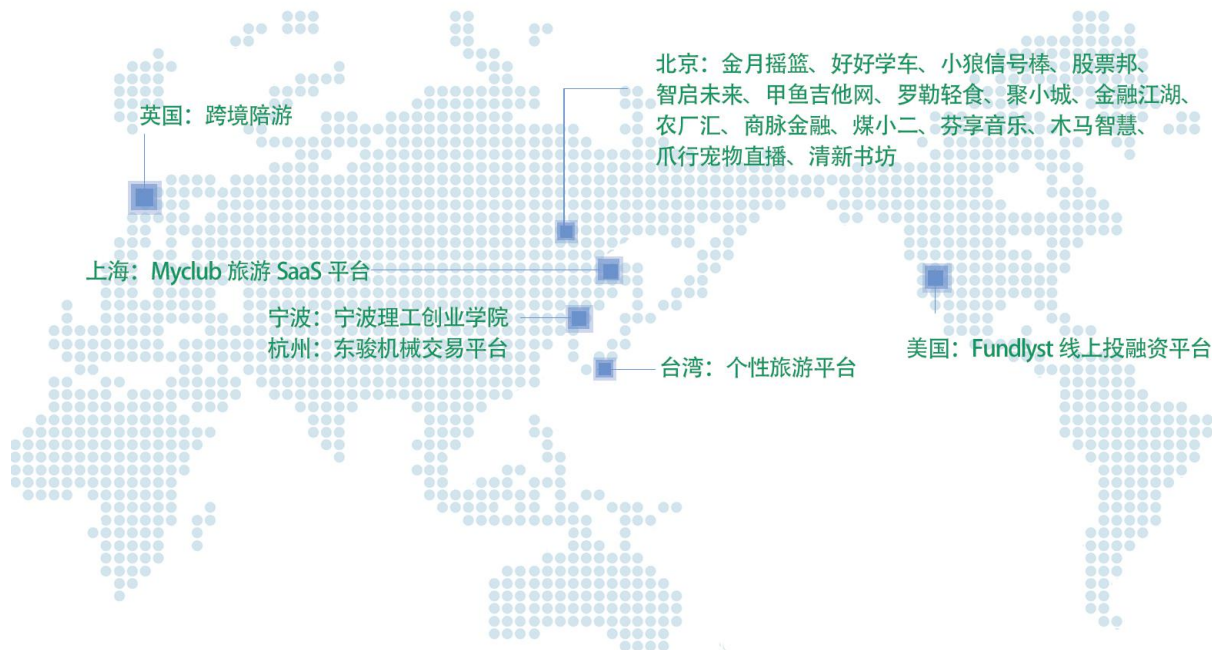 北京：金月摇篮、好好学车、小狼信号棒、股票邦、
智启未来、甲鱼吉他网、罗勒轻食、聚小城、金融江湖、
农厂汇、商脉金融、煤小二、芬享音乐、木马智慧、
爪行宠物直播、清新书坊
英国：跨境陪游
上海：Myclub 旅游 SaaS 平台
宁波：宁波理工创业学院
杭州：东骏机械交易平台
台湾：个性旅游平台
美国：Fundlyst 线上投融资平台